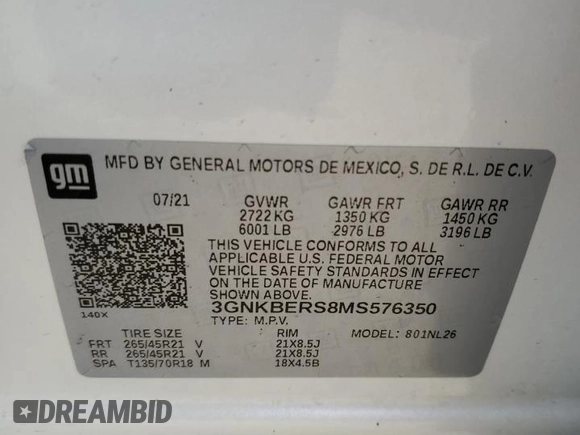 gm
MFD BY GENERAL MOTORS DE MEXICO, S. DE R.L. DE C.V.
07/21 GVWR GAWR FRT GAWR RR
2722 KG 1350 KG 1450 KG
6001 LB 2976 LB 3196 LB
THIS VEHICLE CONFORMS TO ALL
APPLICABLE U.S. FEDERAL MOTOR
VEHICLE SAFETY STANDARDS IN EFFECT
ON THE DATE OF MANUFACTURE
SHOWN ABOVE.
140X
3GNKBERS8MS576350
TYPE: M.P.V. MODEL: 801NL26
TIRE SIZE RIM
FRT 265/45R21 V 21X8.5J
RR 265/45R21 V 21X8.5J
SPA T135/70R18 M 18X4.5B
DREAMBID